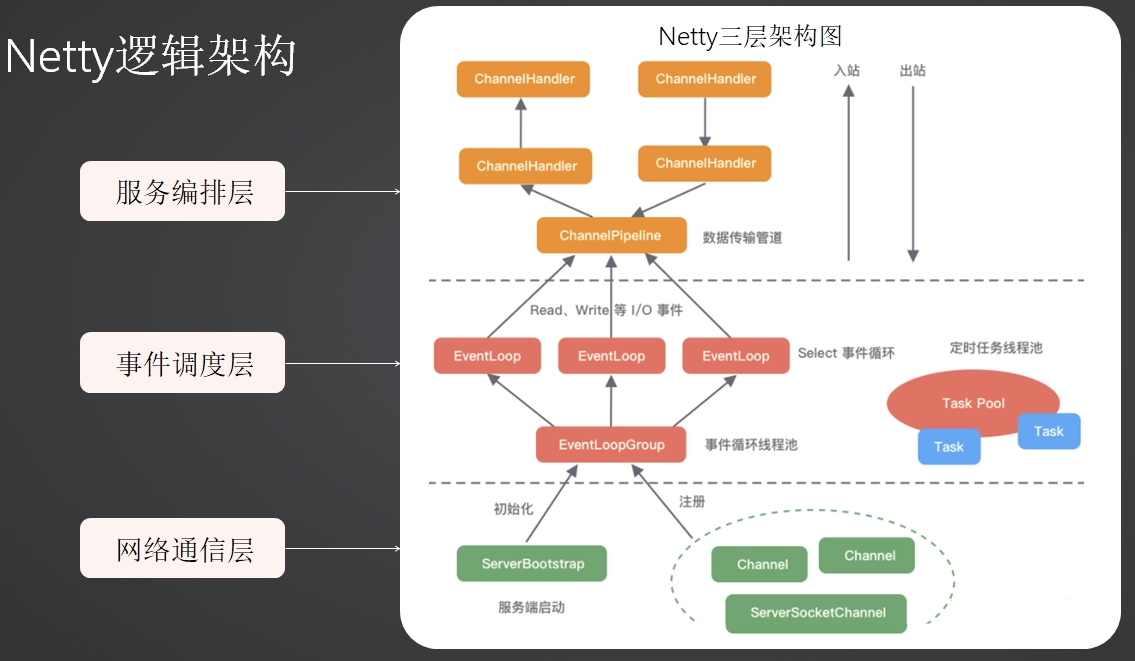 Netty逻辑架构
服务编排层
事件调度层
网络通信层
Netty三层架构图
ChannelHandler
ChannelHandler
入站
出站
ChannelHandler
ChannelHandler
ChannelPipeline
数据传输管道
Read、Write 等 I/O 事件
EventLoop
EventLoop
EventLoop
Select 事件循环
定时任务线程池
Task Pool
Task
Task
EventLoopGroup
事件循环线程池
初始化
注册
ServerBootstrap
服务端启动
Channel
Channel
ServerSocketChannel